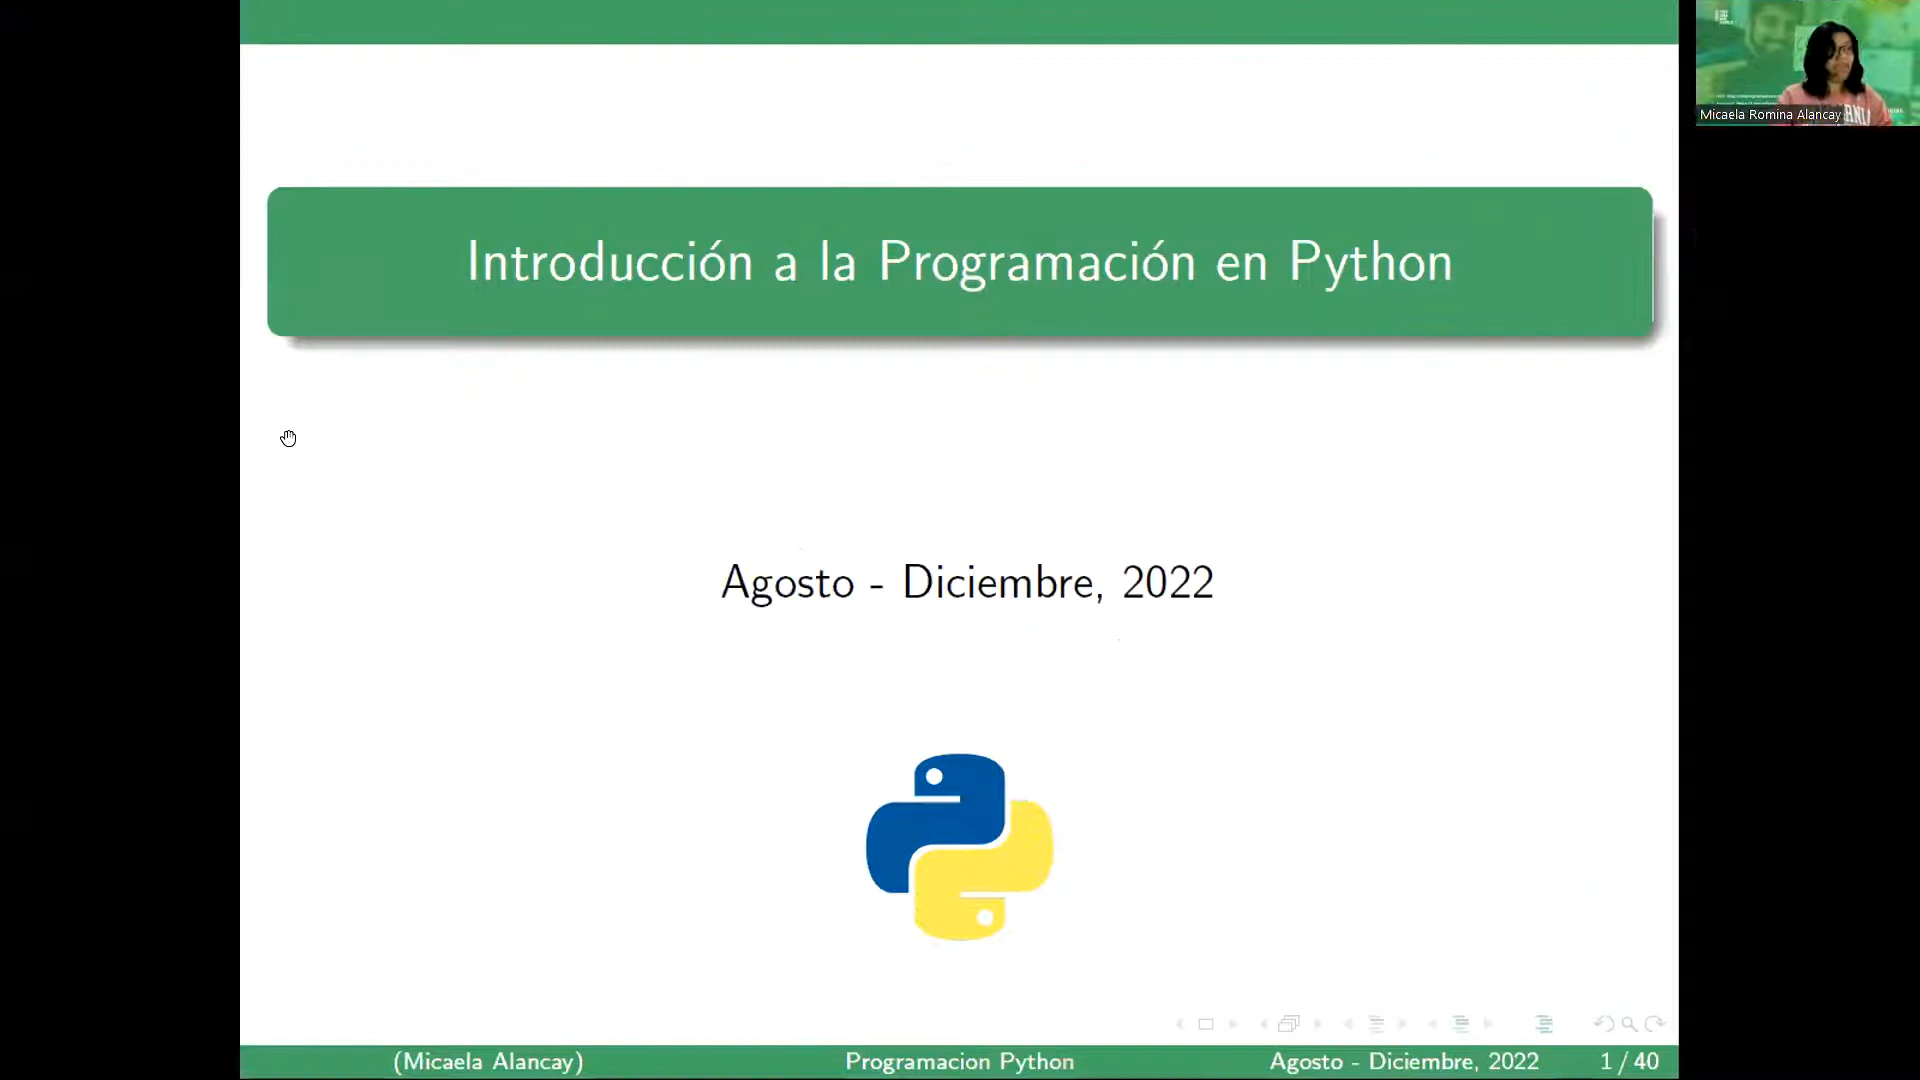 Introducción a la Programación en Python
Agosto - Diciembre, 2022
(Micaela Alancay) Programacion Python Agosto - Diciembre, 2022 1 / 40
Micaela Romina Alancay